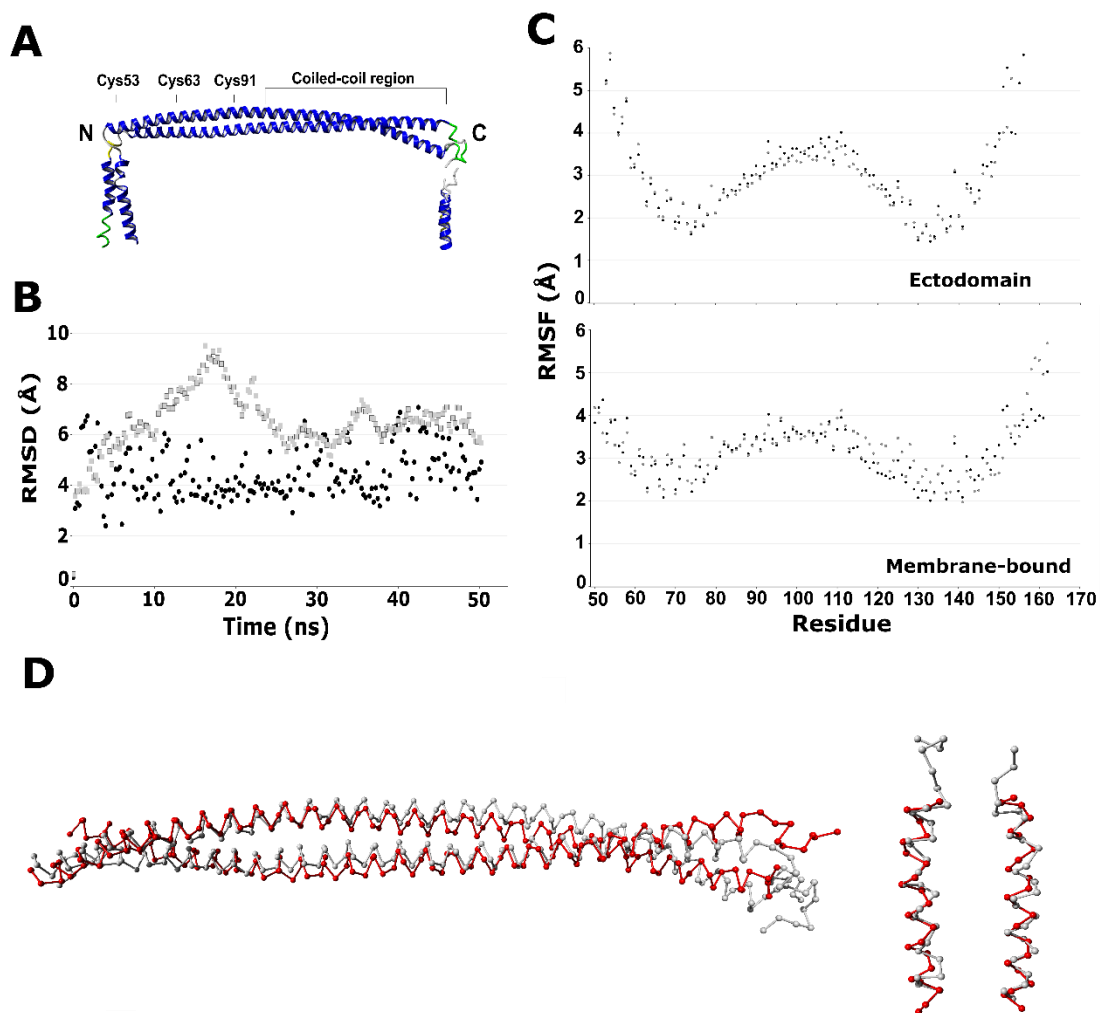 A
Cys53 Cys63 Cys91 Coiled-coil region
N C
B
RMSD (Å)
10
8
6
4
2
0
0 10 20 30 40 50
Time (ns)
C
RMSF (Å)
6
5
4
3
2
1
0
Ectodomain
6
5
4
3
2
1
0
Membrane-bound
50 60 70 80 90 100 110 120 130 140 150 160 170
Residue
D